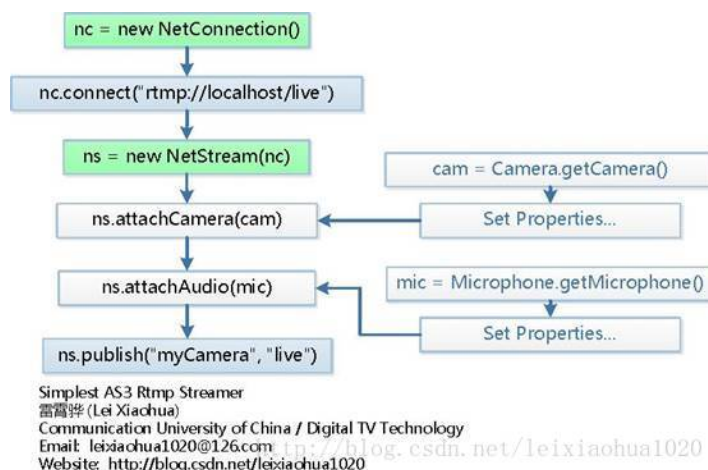 nc = new NetConnection()
nc.connect("rtmp://localhost/live")
ns = new NetStream(nc)
cam = Camera.getCamera()
ns.attachCamera(cam)
Set Properties...
ns.attachAudio(mic)
mic = Microphone.getMicrophone()
Set Properties...
ns.publish("myCamera", "live")
Simplest AS3 Rtmp Streamer
雷霄骅 (Lei Xiaohua)
Communication University of China / Digital TV Technology
Email: leixiaohua1020@126.com
http://blog.csdn.net/leixiaohua1020
Website: http://blog.csdn.net/leixiaohua1020